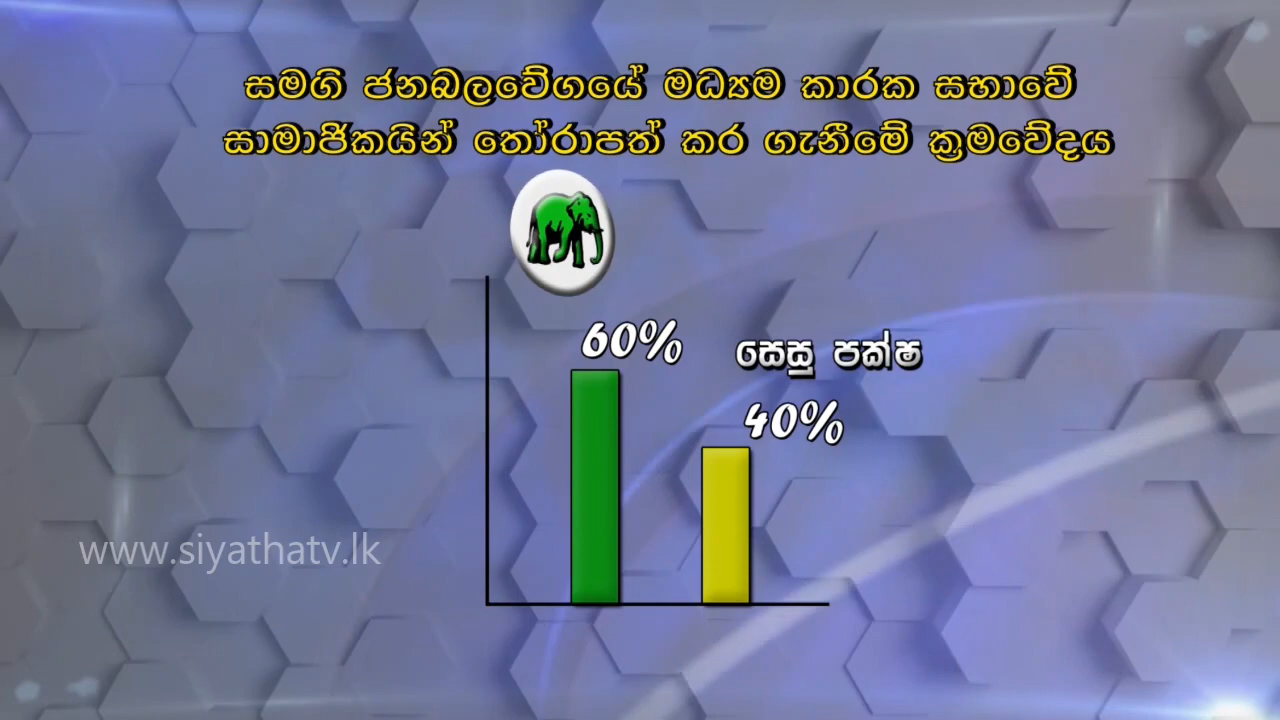 සමගි ජනබලවේගයේ මධ්‍යම කාරක සභාවේ
සාමාජිකයින් තෝරාපත් කර ගැනීමේ ක්‍රමවේදය
60%
සෙසු පක්ෂ
40%
www.siyathatv.lk